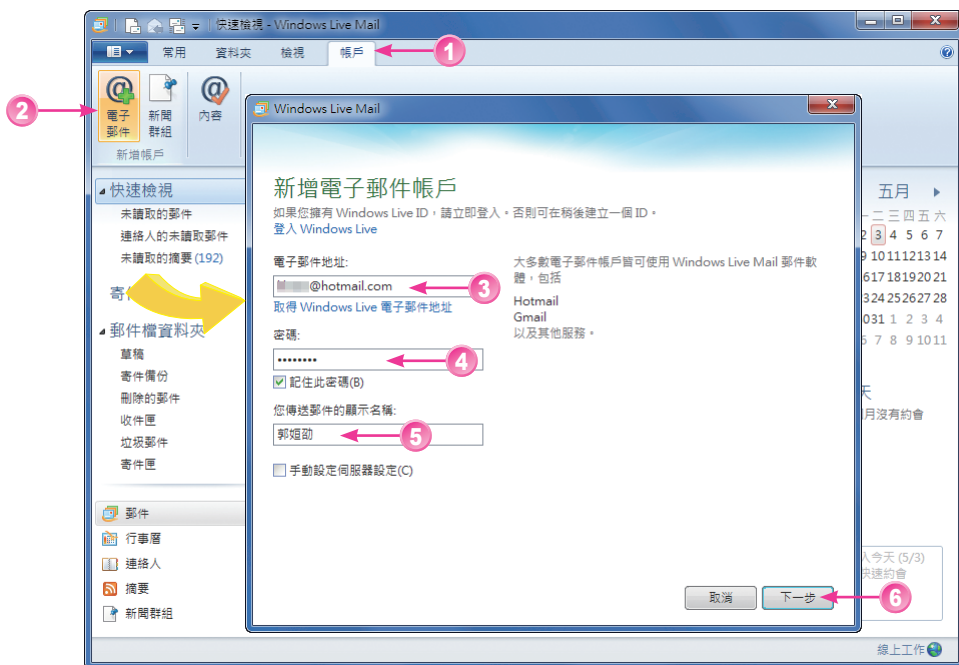 快速檢視 - Windows Live Mail
常用 資料夾 檢視 帳戶
1
2
電子郵件
新聞群組
內容
新增帳戶
Windows Live Mail
新增電子郵件帳戶
如果您擁有 Windows Live ID，請立即登入。否則可在稍後建立一個 ID。
登入 Windows Live
電子郵件地址:
@hotmail.com
3
取得 Windows Live 電子郵件地址
密碼:
••••••••
4
記住此密碼(B)
您傳送郵件的顯示名稱:
郭姮劭
5
手動設定伺服器設定(C)
大多數電子郵件帳戶皆可使用 Windows Live Mail 郵件軟
體，包括
Hotmail
Gmail
以及其他服務。
取消
下一步
6
快速檢視
未讀取的郵件
連絡人的未讀取郵件
未讀取的摘要 (192)
寄件
郵件檔資料夾
草稿
寄件備份
刪除的郵件
收件匣
垃圾郵件
寄件匣
郵件
行事曆
連絡人
摘要
新聞群組
五月
一 二 三 四 五 六
2 3 4 5 6 7
9 10 11 12 13 14
16 17 18 19 20 21
23 24 25 26 27 28
30 31 1 2 3 4
6 7 8 9 10 11
天
月沒有約會
入今天 (5/3)
快速約會
線上工作